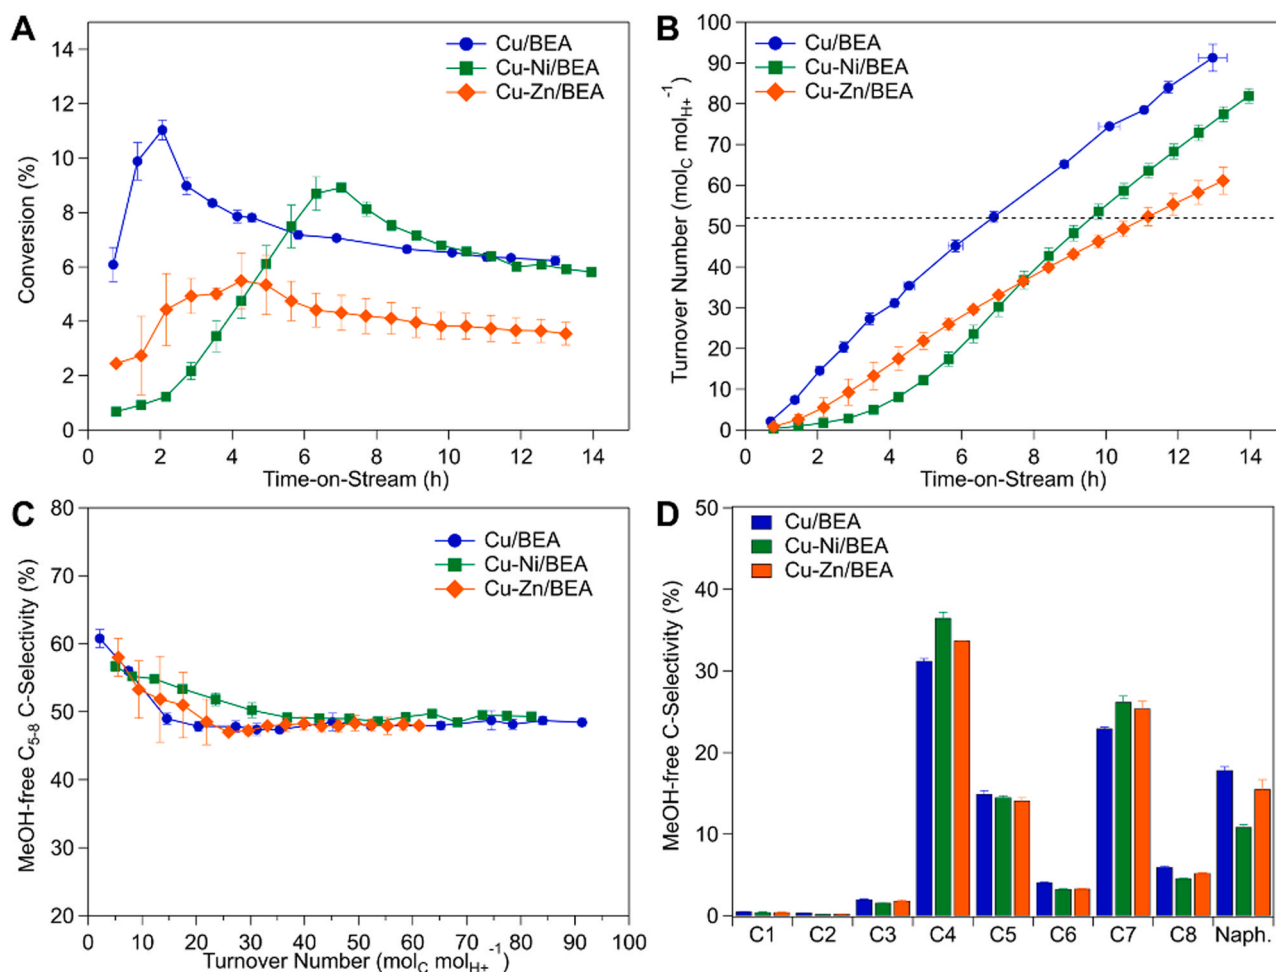 A
Cu/BEA
Cu-Ni/BEA
Cu-Zn/BEA
Conversion (%)
14
12
10
8
6
4
2
0
0 2 4 6 8 10 12 14
Time-on-Stream (h)
B
Cu/BEA
Cu-Ni/BEA
Cu-Zn/BEA
Turnover Number (mol_C mol_H+^-1)
100
90
80
70
60
50
40
30
20
10
0
0 2 4 6 8 10 12 14
Time-on-Stream (h)
C
Cu/BEA
Cu-Ni/BEA
Cu-Zn/BEA
MeOH-free C_5-8 C-Selectivity (%)
80
70
60
50
40
30
20
0 10 20 30 40 50 60 70 80 90 100
Turnover Number (mol_C mol_H+^-1)
D
Cu/BEA
Cu-Ni/BEA
Cu-Zn/BEA
MeOH-free C-Selectivity (%)
50
40
30
20
10
0
C1 C2 C3 C4 C5 C6 C7 C8 Naph.